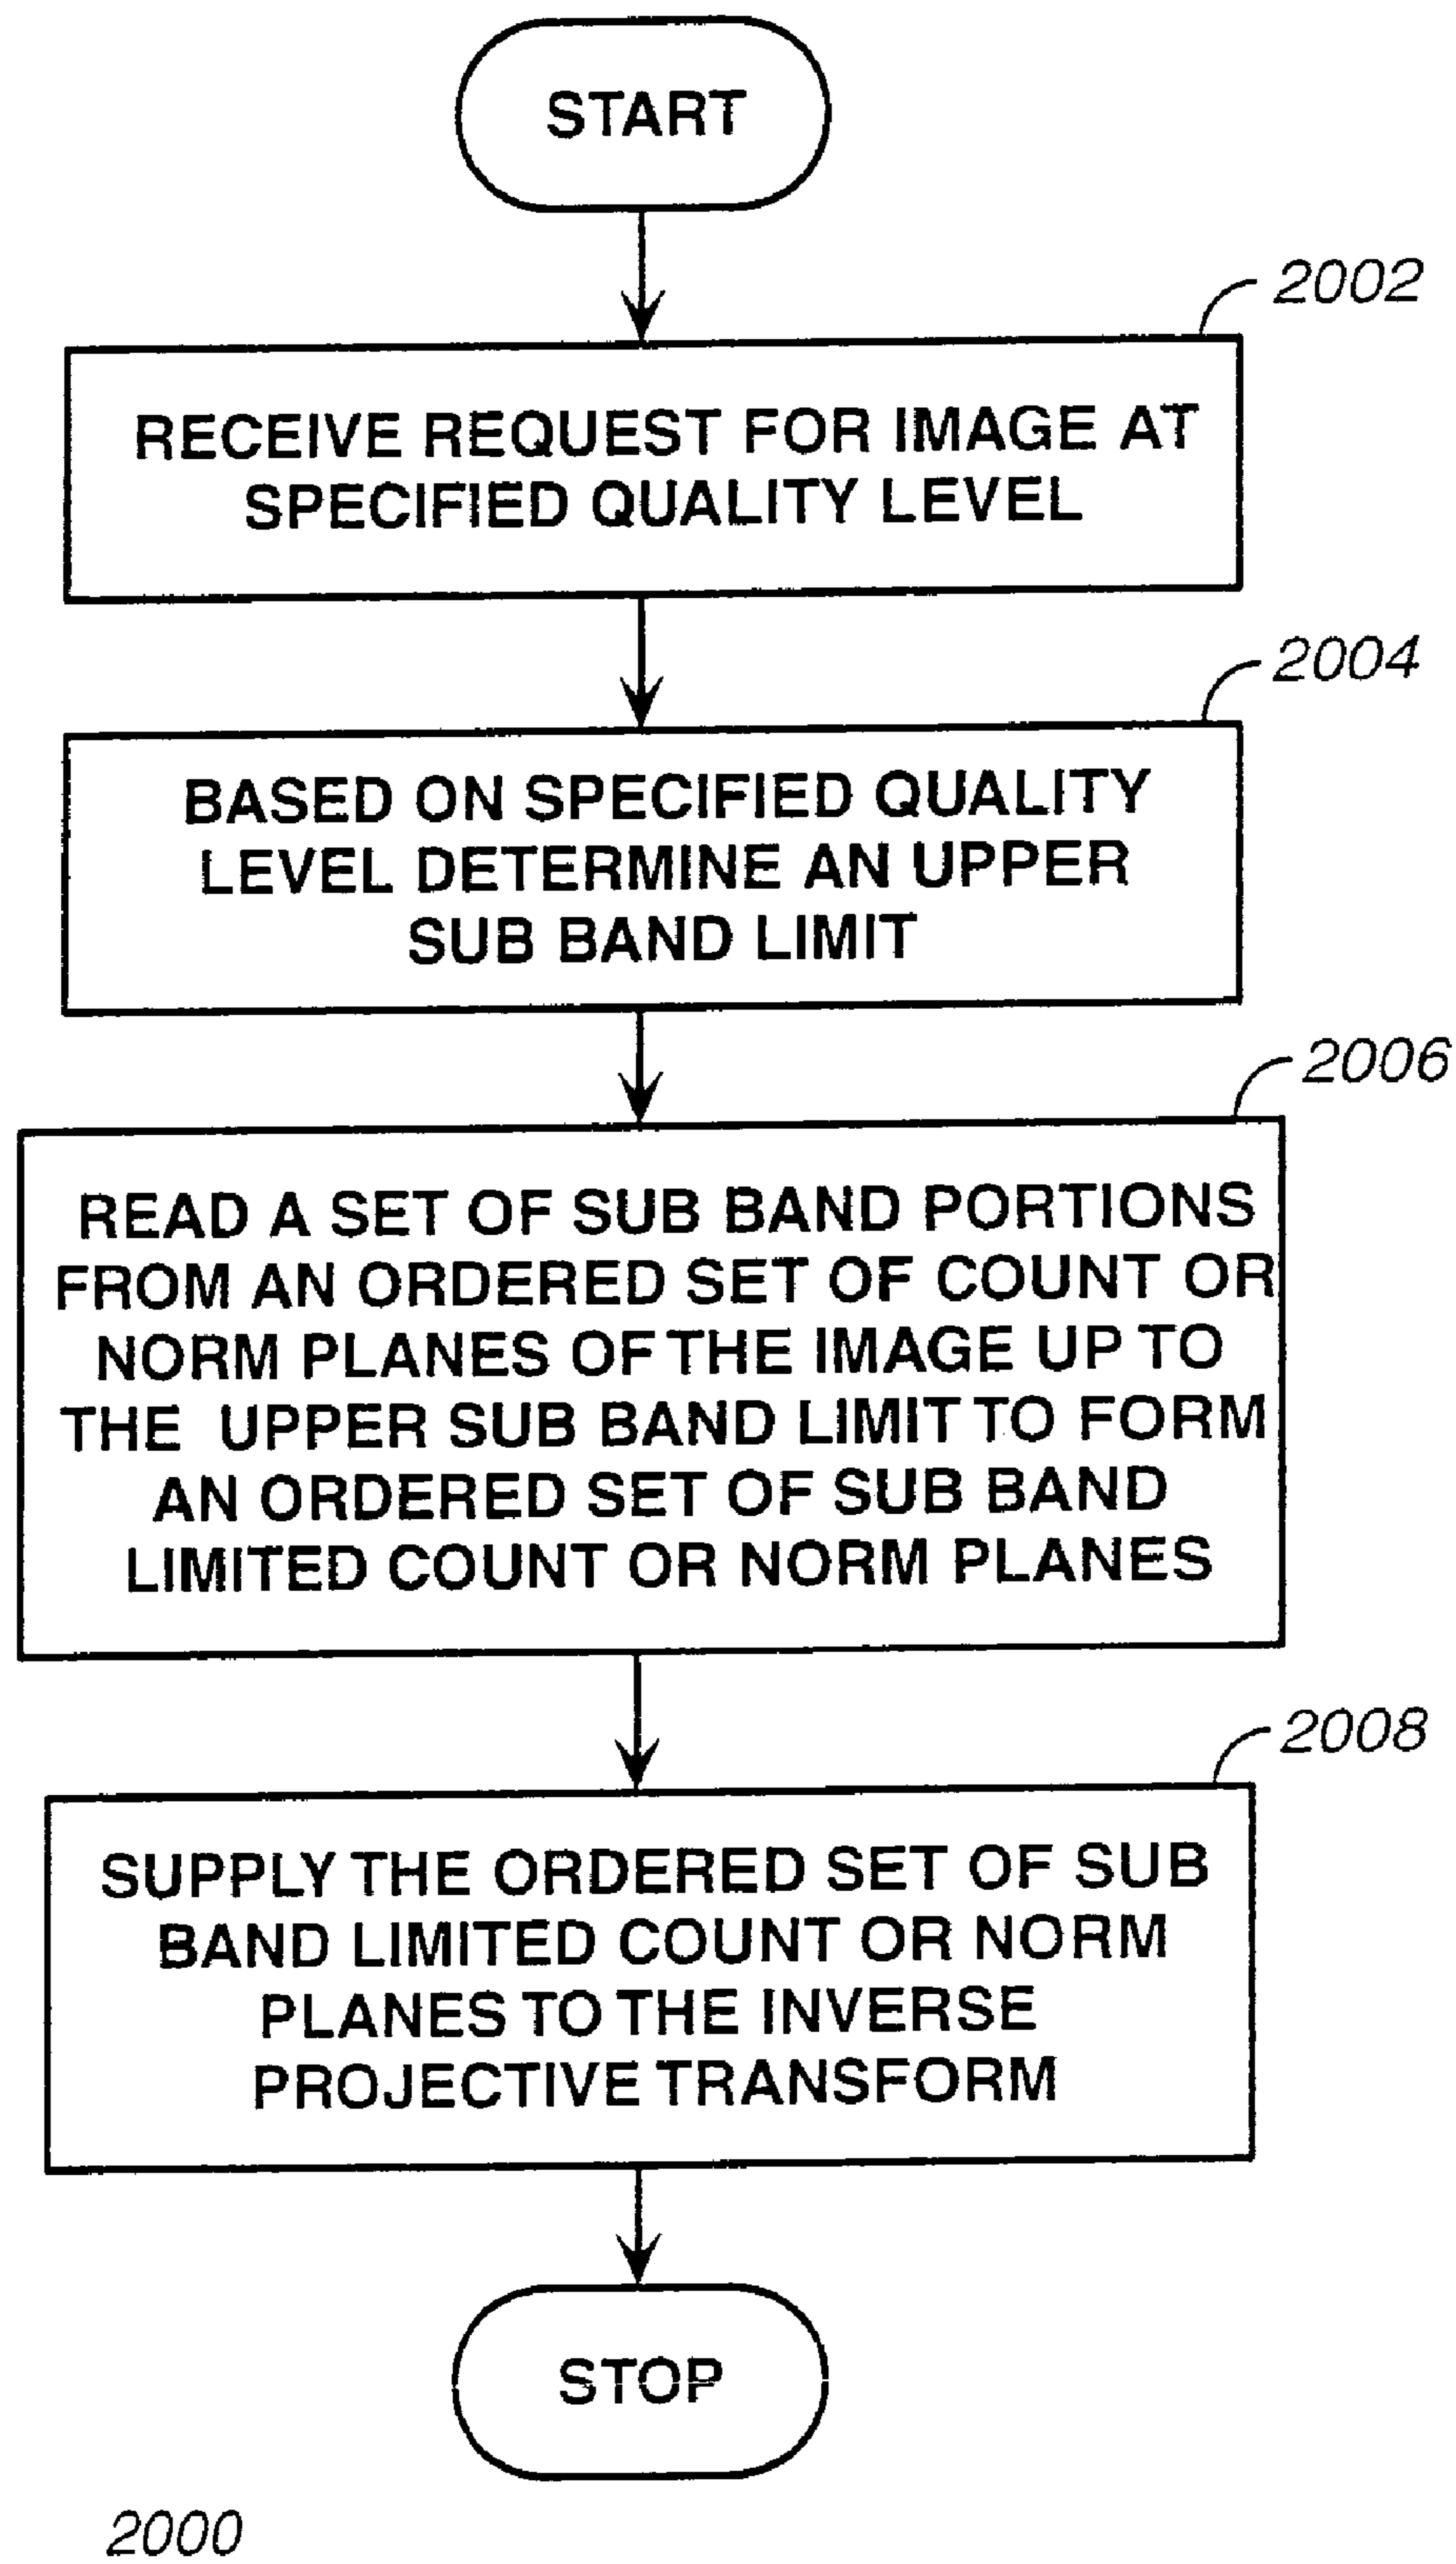 START
2002
RECEIVE REQUEST FOR IMAGE AT
SPECIFIED QUALITY LEVEL
2004
BASED ON SPECIFIED QUALITY
LEVEL DETERMINE AN UPPER
SUB BAND LIMIT
2006
READ A SET OF SUB BAND PORTIONS
FROM AN ORDERED SET OF COUNT OR
NORM PLANES OF THE IMAGE UP TO
THE UPPER SUB BAND LIMIT TO FORM
AN ORDERED SET OF SUB BAND
LIMITED COUNT OR NORM PLANES
2008
SUPPLY THE ORDERED SET OF SUB
BAND LIMITED COUNT OR NORM
PLANES TO THE INVERSE
PROJECTIVE TRANSFORM
STOP
2000